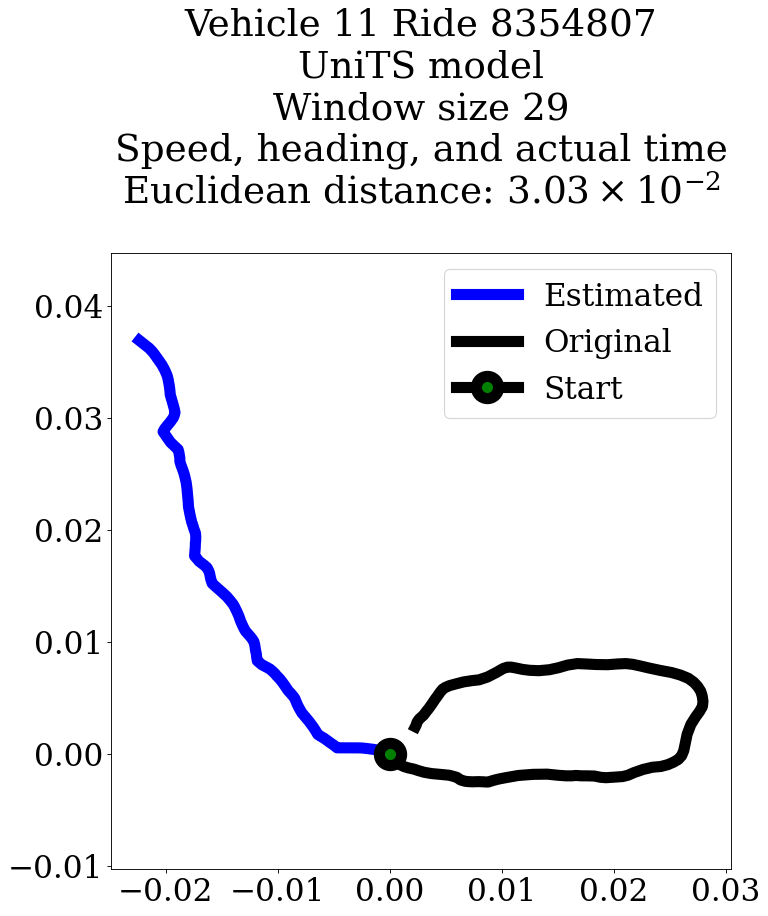 Vehicle 11 Ride 8354807
UniTS model
Window size 29
Speed, heading, and actual time
Euclidean distance: 3.03 × 10⁻²
Estimated
Original
Start
0.04
0.03
0.02
0.01
0.00
−0.01
−0.02 −0.01 0.00 0.01 0.02 0.03